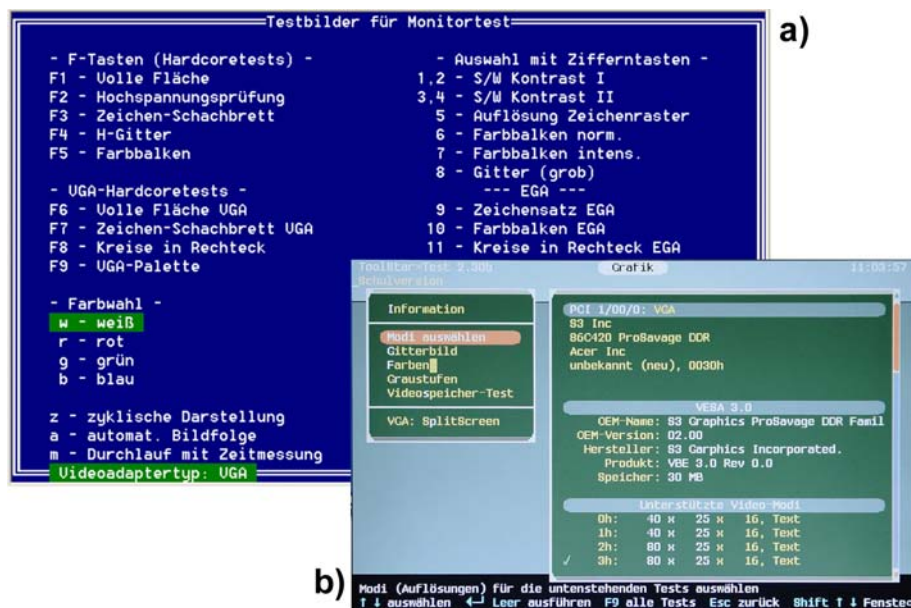 Testbilder für Monitortest
a)
- F-Tasten (Hardcoretests) -
F1 - Volle Fläche
F2 - Hochspannungsprüfung
F3 - Zeichen-Schachbrett
F4 - H-Gitter
F5 - Farbbalken
- VGA-Hardcoretests -
F6 - Volle Fläche VGA
F7 - Zeichen-Schachbrett VGA
F8 - Kreise in Rechteck
F9 - VGA-Palette
- Farbwahl -
w - weiß
r - rot
g - grün
b - blau
z - zyklische Darstellung
a - automat. Bildfolge
m - Durchlauf mit Zeitmessung
Videoadaptertyp: VGA
- Auswahl mit Zifferntasten -
1,2 - S/W Kontrast I
3,4 - S/W Kontrast II
5 - Auflösung Zeichenraster
6 - Farbbalken norm.
7 - Farbbalken intens.
8 - Gitter (grob)
--- EGA ---
9 - Zeichensatz EGA
10 - Farbbalken EGA
11 - Kreise in Rechteck EGA
b)
ToolStar-Test 2.30b Grafik 11:03:57
_Schulversion
Information
Modi auswählen
Gitterbild
Farben
Graustufen
Videospeicher-Test
VGA: SplitScreen
PCI 1/00/0: VGA
S3 Inc
86C420 ProSavage DDR
Acer Inc
unbekannt (neu), 0030h
VESA 3.0
OEM-Name: S3 Graphics ProSavage DDR Famil
OEM-Version: 02.00
Hersteller: S3 Garphics Incorporated.
Produkt: VBE 3.0 Rev 0.0
Speicher: 30 MB
Unterstützte Video-Modi
0h: 40 x 25 x 16, Text
1h: 40 x 25 x 16, Text
2h: 80 x 25 x 16, Text
✓ 3h: 80 x 25 x 16, Text
Modi (Auflösungen) für die untenstehenden Tests auswählen
↑↓ auswählen ←┘ Leer ausführen F9 alle Tests Esc zurück Shift ↑↓ Fenster